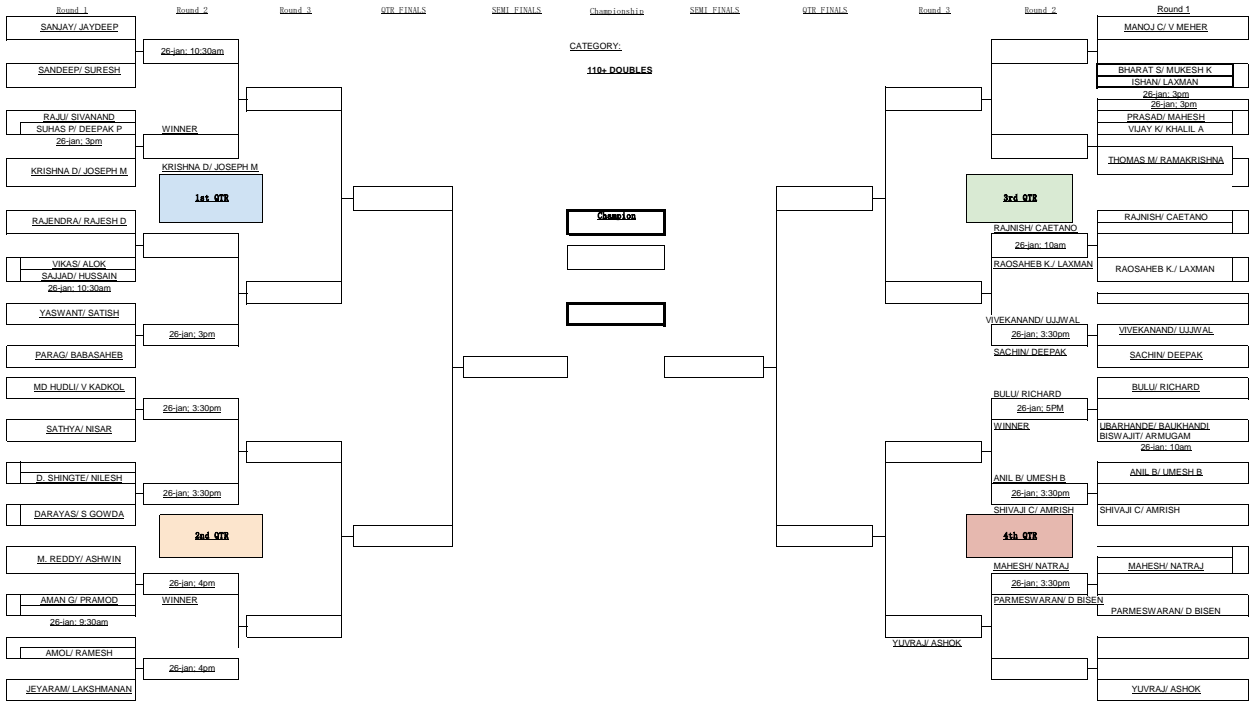 Round 1 Round 2 Round 3 QTR FINALS SEMI FINALS Championship SEMI FINALS QTR FINALS Round 3 Round 2 Round 1
CATEGORY:
110+ DOUBLES
SANJAY/ JAYDEEP
26-jan; 10:30am
SANDEEP/ SURESH
RAJU/ SIVANAND
SUHAS P/ DEEPAK P
WINNER
26-jan; 3pm
KRISHNA D/ JOSEPH M
KRISHNA D/ JOSEPH M
1st QTR
RAJENDRA/ RAJESH D
VIKAS/ ALOK
SAJJAD/ HUSSAIN
26-jan; 10:30am
YASWANT/ SATISH
26-jan; 3pm
PARAG/ BABASAHEB
MD HUDLI/ V KADKOL
26-jan; 3:30pm
SATHYA/ NISAR
D. SHINGTE/ NILESH
26-jan; 3:30pm
DARAYAS/ S GOWDA
2nd QTR
M. REDDY/ ASHWIN
26-jan; 4pm
AMAN G/ PRAMOD
WINNER
26-jan; 9:30am
AMOL/ RAMESH
26-jan; 4pm
JEYARAM/ LAKSHMANAN
Champion
MANOJ C/ V MEHER
BHARAT S/ MUKESH K
ISHAN/ LAXMAN
26-jan; 3pm
26-jan; 3pm
PRASAD/ MAHESH
VIJAY K/ KHALIL A
THOMAS M/ RAMAKRISHNA
3rd QTR
RAJNISH/ CAETANO
RAJNISH/ CAETANO
26-jan; 10am
RAOSAHEB K./ LAXMAN
RAOSAHEB K./ LAXMAN
VIVEKANAND/ UJJWAL
26-jan; 3:30pm
VIVEKANAND/ UJJWAL
SACHIN/ DEEPAK
SACHIN/ DEEPAK
BULU/ RICHARD
BULU/ RICHARD
26-jan; 5PM
WINNER
UBARHANDE/ BAUKHANDI
BISWAJIT/ ARMUGAM
26-jan; 10am
ANIL B/ UMESH B
ANIL B/ UMESH B
26-jan; 3:30pm
SHIVAJI C/ AMRISH
SHIVAJI C/ AMRISH
4th QTR
MAHESH/ NATRAJ
MAHESH/ NATRAJ
26-jan; 3:30pm
PARMESWARAN/ D BISEN
PARMESWARAN/ D BISEN
YUVRAJ/ ASHOK
YUVRAJ/ ASHOK